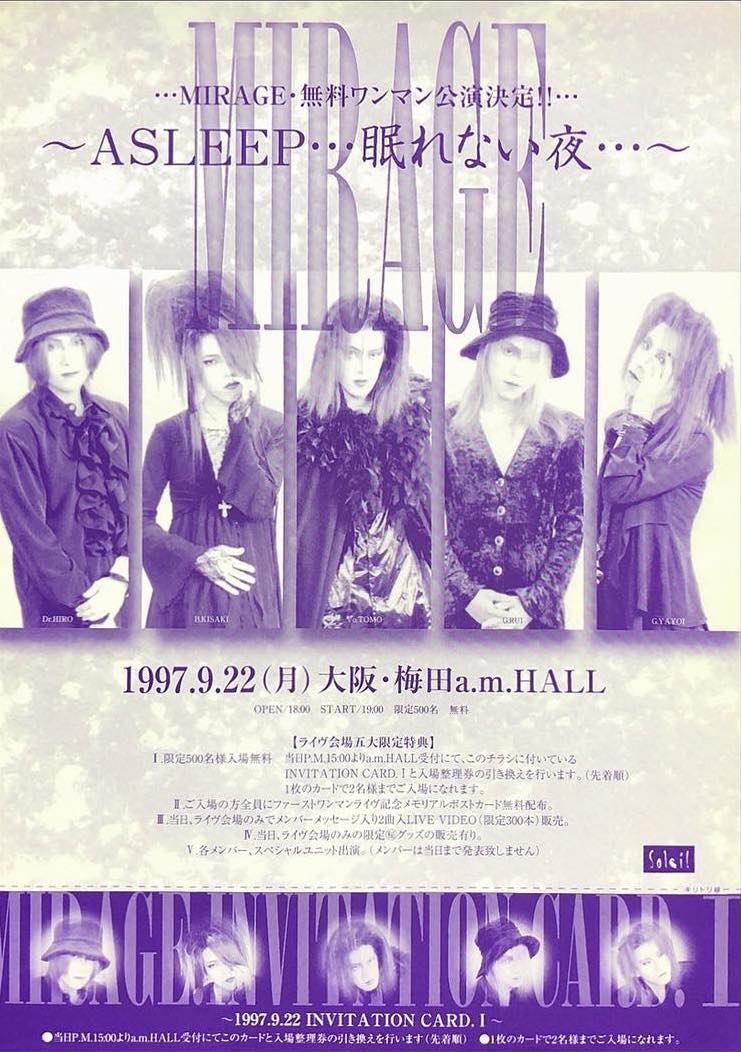 MIRAGE
…MIRAGE・無料ワンマン公演決定!!…
～ASLEEP…眠れない夜…～
Dr.HIRO
B.KISAKI
Vo.TOMO
G.RUI
G.YAYOI
1997.9.22(月)大阪・梅田a.m.HALL
OPEN/18:00 START/19:00 限定500名 無料
【ライヴ会場五大限定特典】
Ⅰ.限定500名様入場無料 当日P.M.15:00よりa.m.HALL受付にて、このチラシに付いている
INVITATION CARD.Ⅰと入場整理券の引き換えを行います。(先着順)
1枚のカードで2名様までご入場になれます。
Ⅱ.ご入場の方全員にファーストワンマンライヴ記念メモリアルポストカード無料配布。
Ⅲ.当日、ライヴ会場のみでメンバーメッセージ入り2曲入LIVE VIDEO(限定300本)販売。
Ⅳ.当日、ライヴ会場のみの限定㊙グッズの販売有り。
Ⅴ.各メンバー、スペシャルユニット出演。(メンバーは当日まで発表致しません)
Soleil
キリトリ線
MIRAGE.INVITATION CARD.Ⅰ
～1997.9.22 INVITATION CARD.Ⅰ～
●当日P.M.15:00よりa.m.HALL受付にてこのカードと入場整理券の引き換えを行います(先着順) ●1枚のカードで2名様までご入場になれます。